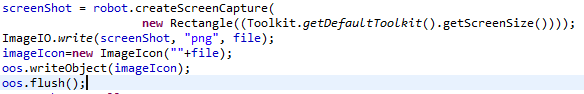 screenShot = robot.createScreenCapture(
new Rectangle((Toolkit.getDefaultToolkit().getScreenSize())));
ImageIO.write(screenShot, "png", file);
imageIcon=new ImageIcon(""+file);
oos.writeObject(imageIcon);
oos.flush();